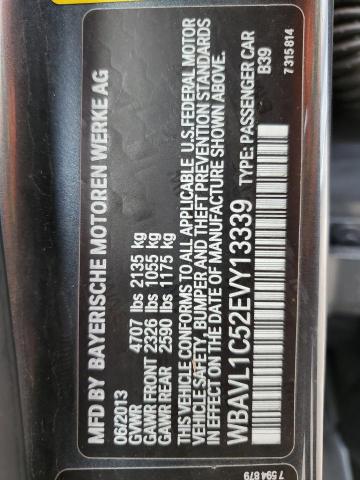 MFD BY BAYERISCHE MOTOREN WERKE AG
06/2013
GVWR 4707 lbs 2135 kg
GAWR FRONT 2326 lbs 1055 kg
GAWR REAR 2590 lbs 1175 kg
THIS VEHICLE CONFORMS TO ALL APPLICABLE U.S. FEDERAL MOTOR
VEHICLE SAFETY, BUMPER AND THEFT PREVENTION STANDARDS
IN EFFECT ON THE DATE OF MANUFACTURE SHOWN ABOVE.
WBAVL1C52EVY13339 TYPE: PASSENGER CAR
B39
7 315 814
7 594 879